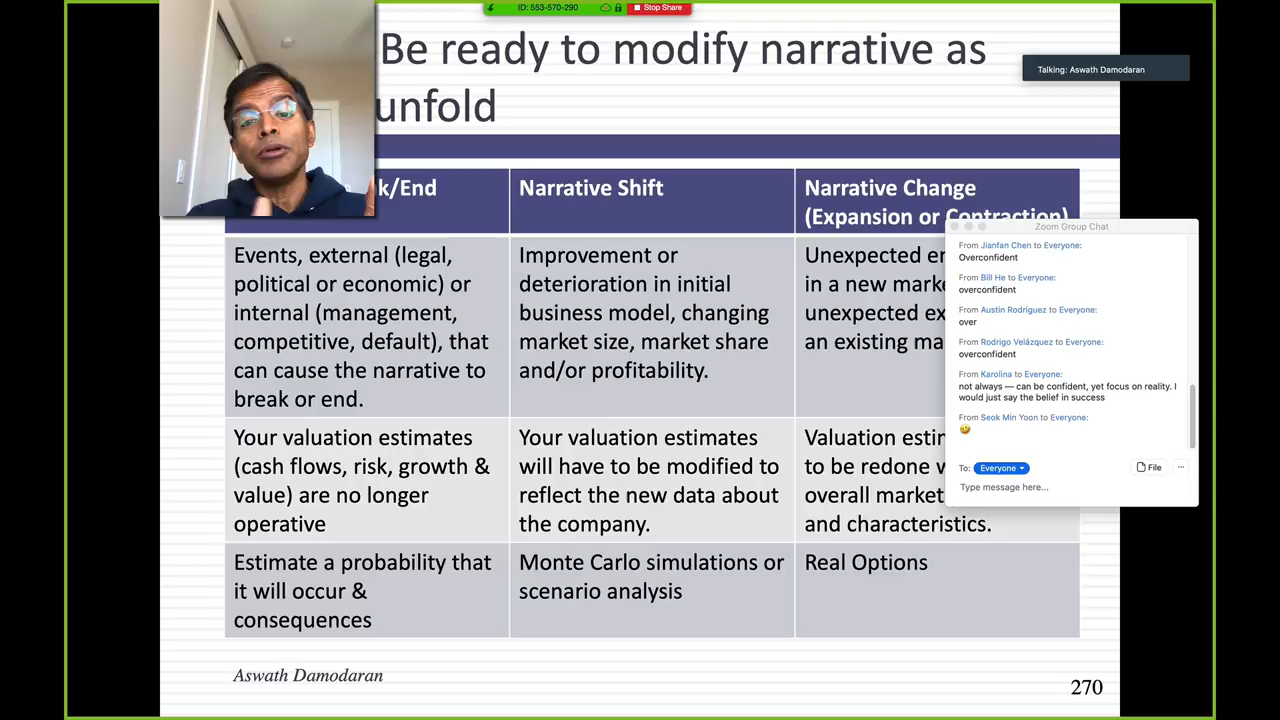 ID: 553-570-290
Stop Share
Be ready to modify narrative as
unfold
Talking: Aswath Damodaran
k/End
Narrative Shift
Narrative Change
(Expansion or Contraction)
Events, external (legal,
political or economic) or
internal (management,
competitive, default), that
can cause the narrative to
break or end.
Improvement or
deterioration in initial
business model, changing
market size, market share
and/or profitability.
Unexpected
in a new
unexpected
an existing
Your valuation estimates
(cash flows, risk, growth &
value) are no longer
operative
Your valuation estimates
will have to be modified to
reflect the new data about
the company.
Valuation
to be redone
overall market
and characteristics.
Estimate a probability that
it will occur &
consequences
Monte Carlo simulations or
scenario analysis
Real Options
Zoom Group Chat
From Jianfan Chen to Everyone:
Overconfident
From Bill He to Everyone:
overconfident
From Austin Rodriguez to Everyone:
over
From Rodrigo Velázquez to Everyone:
overconfident
From Karolina to Everyone:
not always — can be confident, yet focus on reality. I
would just say the belief in success
From Seok Min Yoon to Everyone:
🤣
To: Everyone
File
...
Type message here...
Aswath Damodaran
270